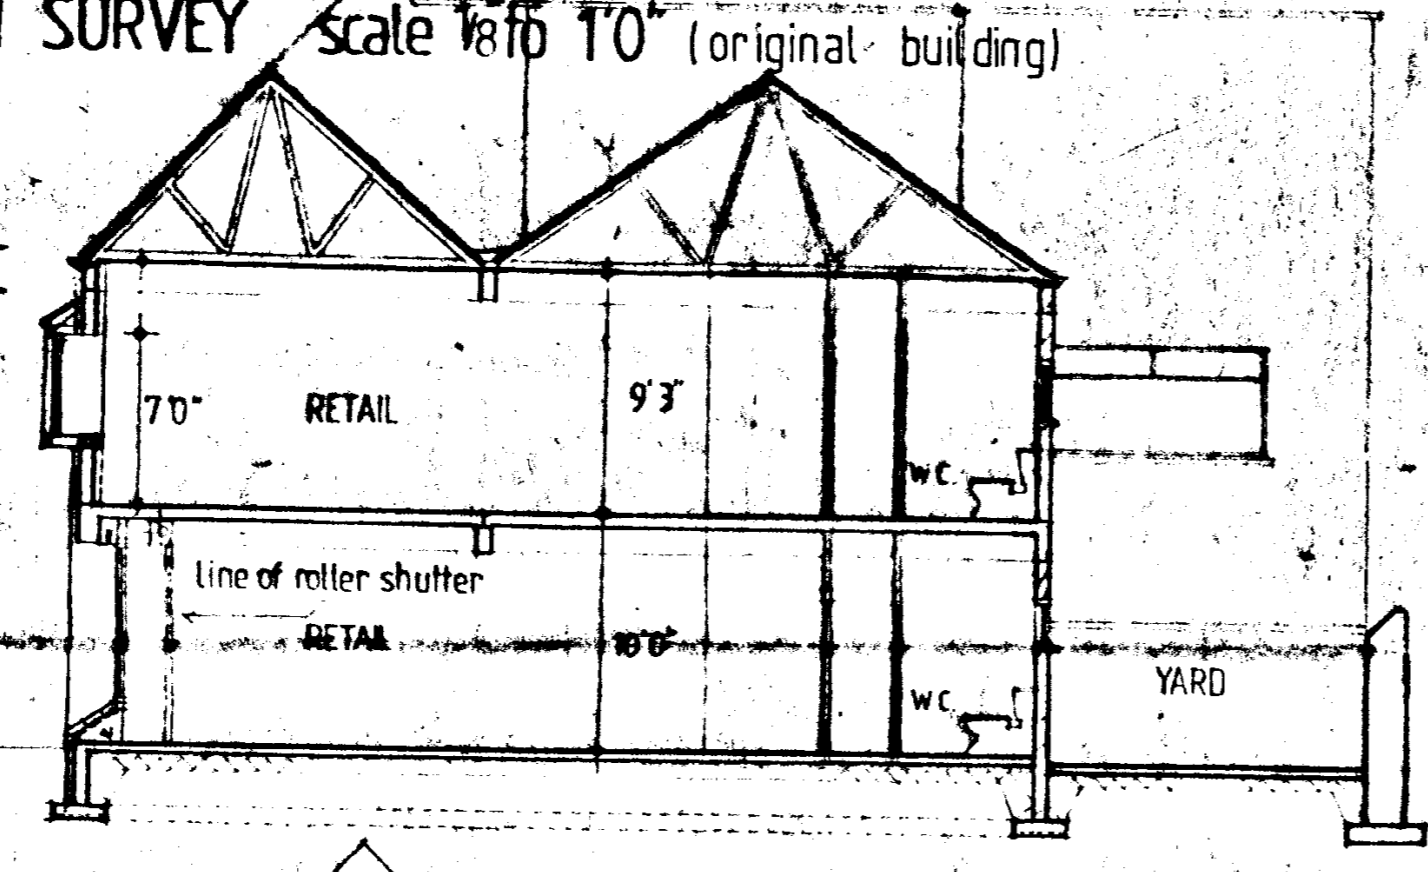 SURVEY scale 1/8" to 1'0" (original building)
7'0"
RETAIL
9'3"
W.C.
line of roller shutter
RETAIL
10'0"
YARD
W.C.